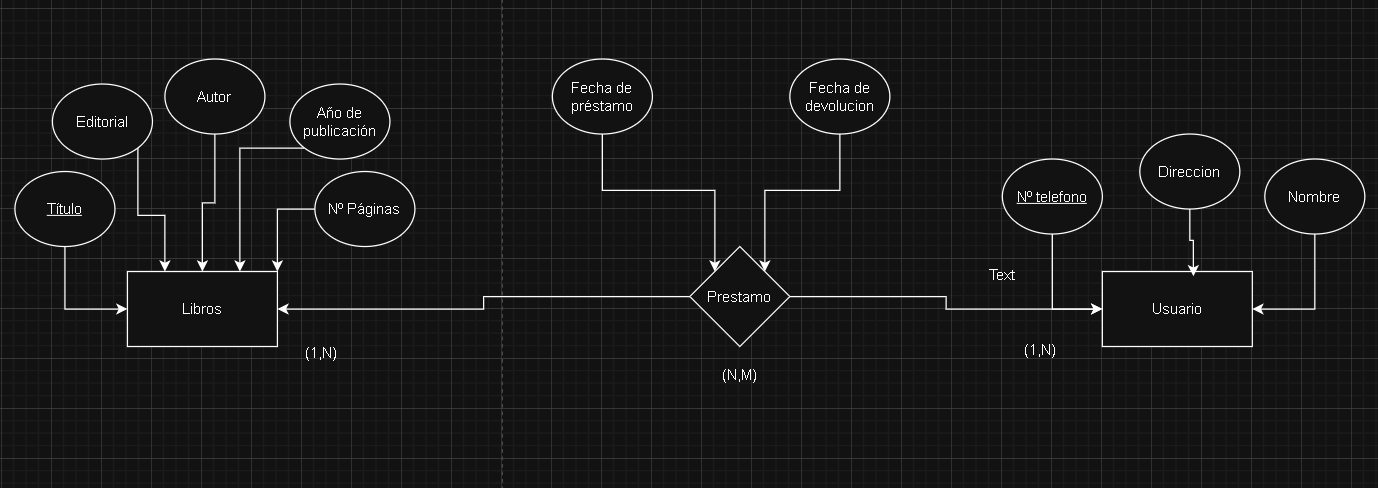 Título
Editorial
Autor
Año de
publicación
Nº Páginas
Libros
(1,N)
Fecha de
préstamo
Fecha de
devolucion
Prestamo
(N,M)
Text
(1,N)
Nº telefono
Direccion
Nombre
Usuario